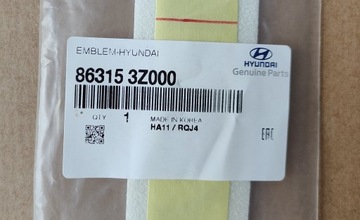 EMBLEM-HYUNDAI
86315 3Z000
HYUNDAI
Genuine Parts
QTY 1 MADE IN KOREA
HA11 / RQJ4
EAC